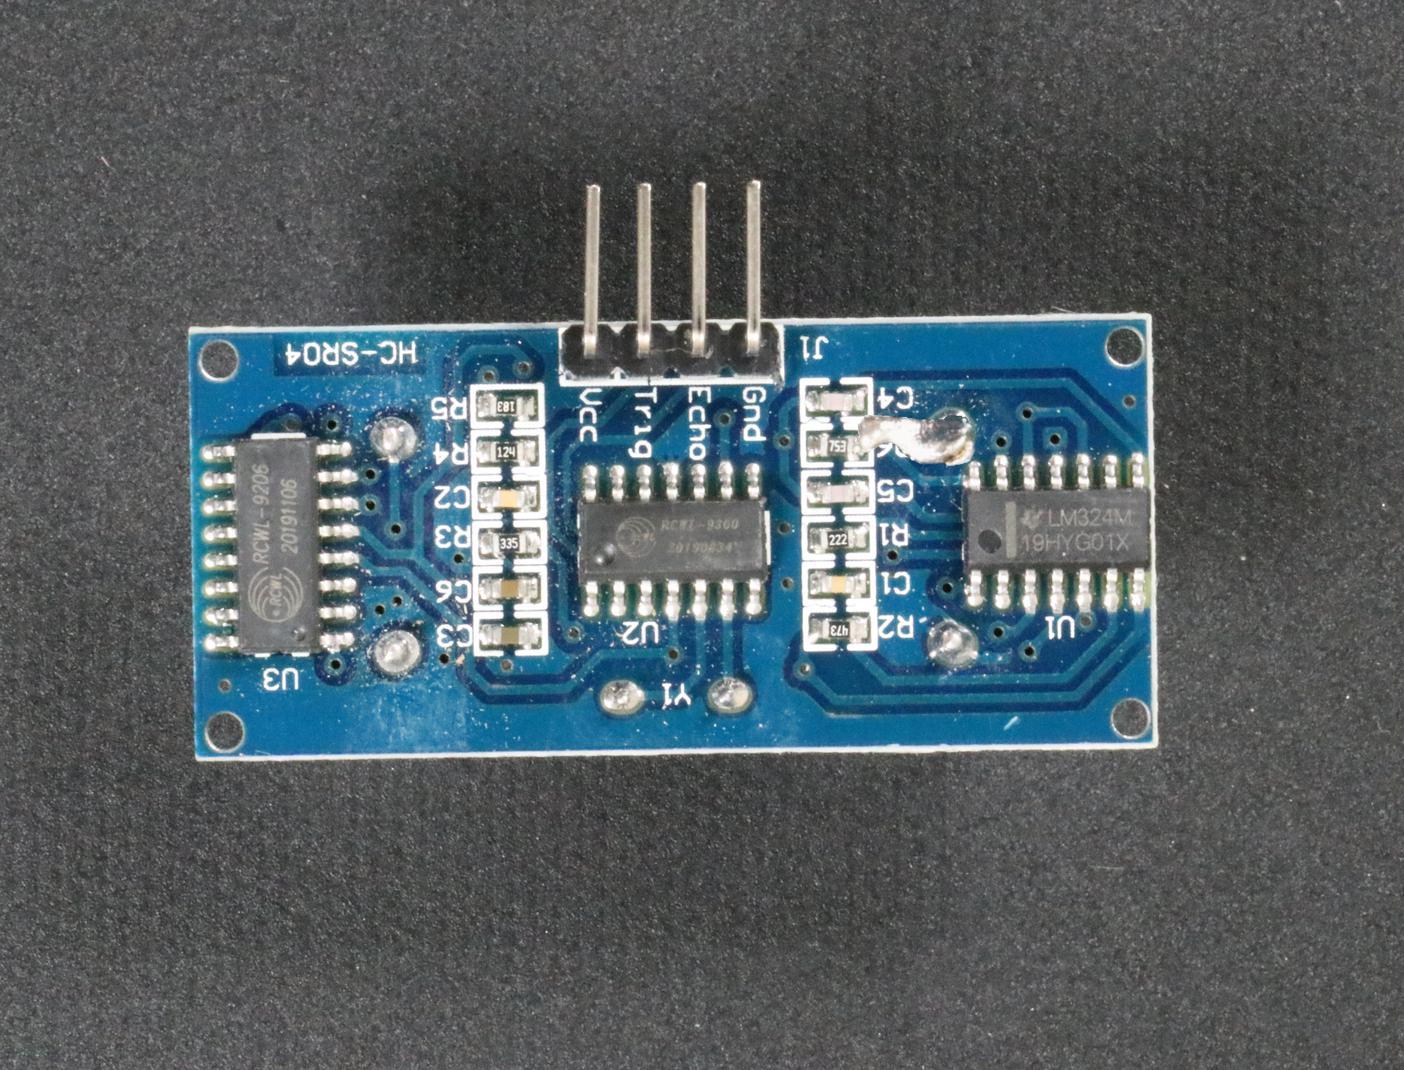 HC-SR04
J1
Vcc
Trig
Echo
Gnd
R5
183
R4
124
C2
R3
335
C6
C3
C4
753
C5
R1
222
C1
R2
473
RCWL-9206
20191106
RCWL
U3
RCWL-9300
U2
LM324M
19HYG01X
U1
Y1